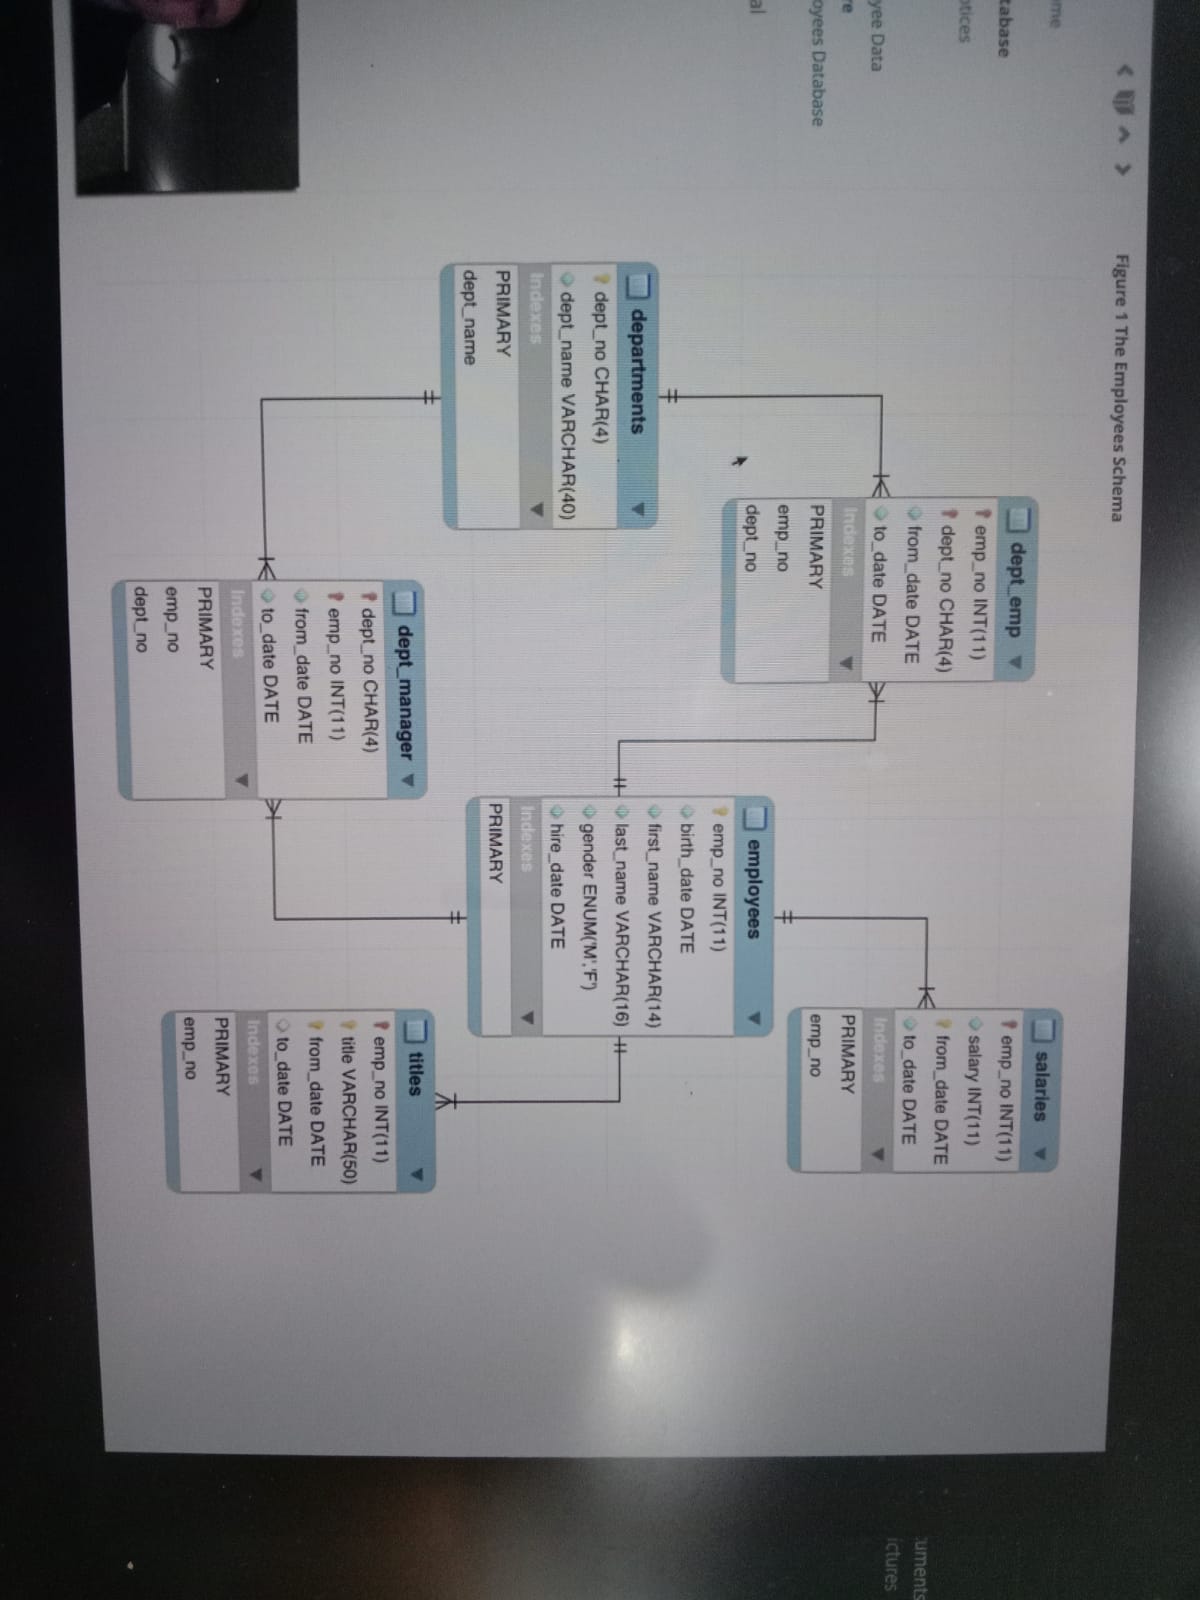 Figure 1 The Employees Schema
tabase
yee Data
oyees Database
uments
ictures
dept_emp
emp_no INT(11)
dept_no CHAR(4)
from_date DATE
to_date DATE
Indexes
PRIMARY
emp_no
dept_no
salaries
emp_no INT(11)
salary INT(11)
from_date DATE
to_date DATE
Indexes
PRIMARY
emp_no
employees
emp_no INT(11)
birth_date DATE
first_name VARCHAR(14)
last_name VARCHAR(16)
gender ENUM('M','F')
hire_date DATE
Indexes
PRIMARY
departments
dept_no CHAR(4)
dept_name VARCHAR(40)
Indexes
PRIMARY
dept_name
dept_manager
dept_no CHAR(4)
emp_no INT(11)
from_date DATE
to_date DATE
Indexes
PRIMARY
emp_no
dept_no
titles
emp_no INT(11)
title VARCHAR(50)
from_date DATE
to_date DATE
Indexes
PRIMARY
emp_no